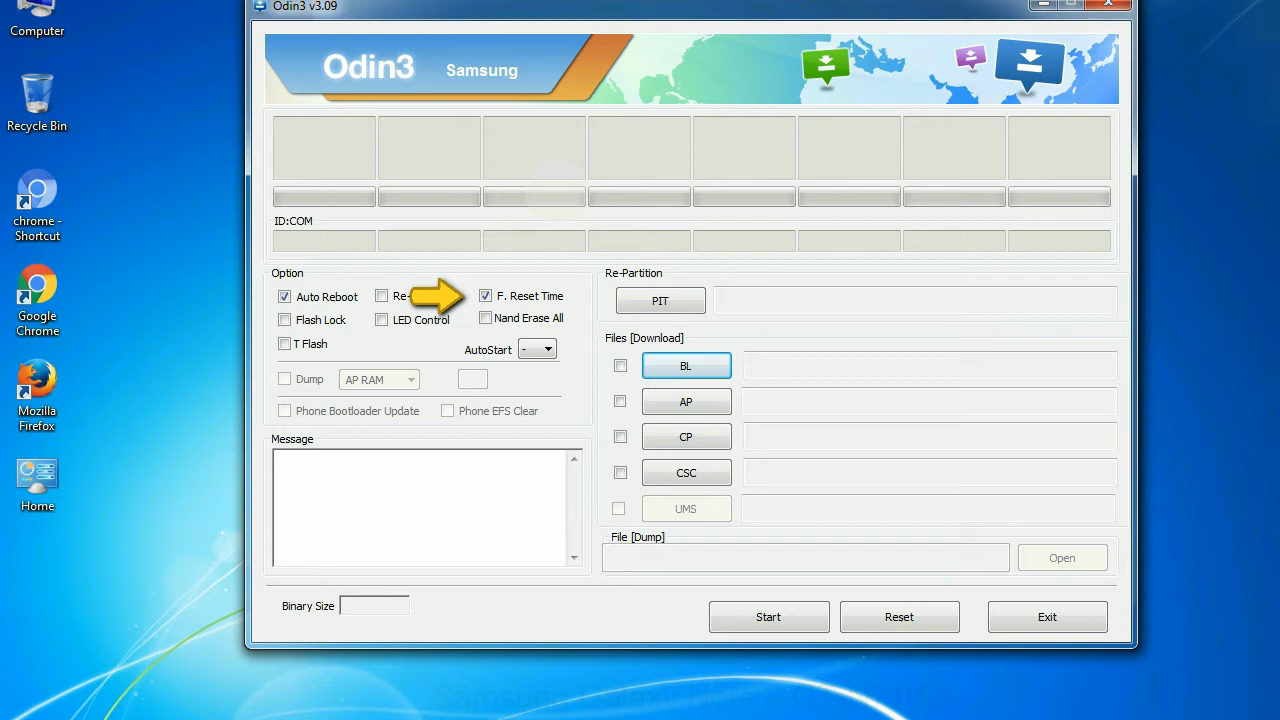 Odin3 v3.09
Computer
Recycle Bin
chrome -
Shortcut
Google
Chrome
Mozilla
Firefox
Home
Odin3 Samsung
ID:COM
Option
Auto Reboot
Re-
F. Reset Time
Flash Lock
LED Control
Nand Erase All
T Flash
AutoStart -
Dump AP RAM
Phone Bootloader Update
Phone EFS Clear
Message
Re-Partition
PIT
Files [Download]
BL
AP
CP
CSC
UMS
File [Dump]
Open
Binary Size
Start
Reset
Exit
Samsung Galaxy